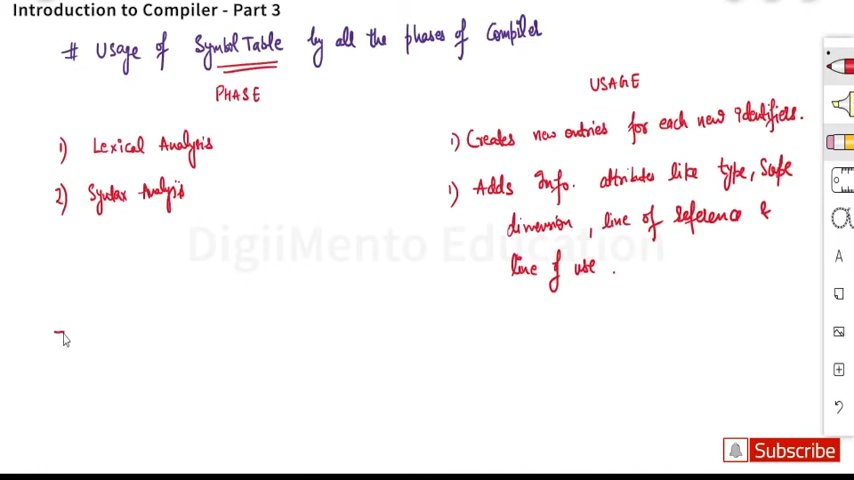 Introduction to Compiler - Part 3
# Usage of Symbol Table by all the phases of Compiler
PHASE
USAGE
1) Lexical Analysis
1) Creates new entries for each new identifiers.
2) Syntax Analysis
1) Adds Info. attributes like type, Scope
dimension, line of reference &
line of use.
DigiiMento Education
Subscribe